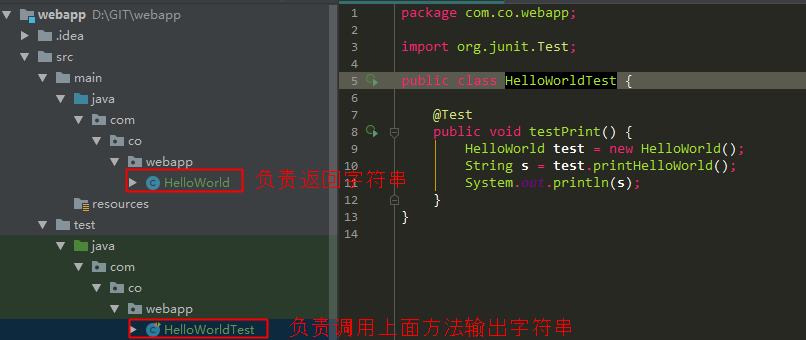 webapp D:\GIT\webapp
.idea
src
main
java
com
co
webapp
HelloWorld 负责返回字符串
resources
test
java
com
co
webapp
HelloWorldTest 负责调用上面方法输出字符串
1 package com.co.webapp;
2
3 import org.junit.Test;
4
5 public class HelloWorldTest {
6
7 @Test
8 public void testPrint() {
9 HelloWorld test = new HelloWorld();
10 String s = test.printHelloWorld();
11 System.out.println(s);
12 }
13 }
14